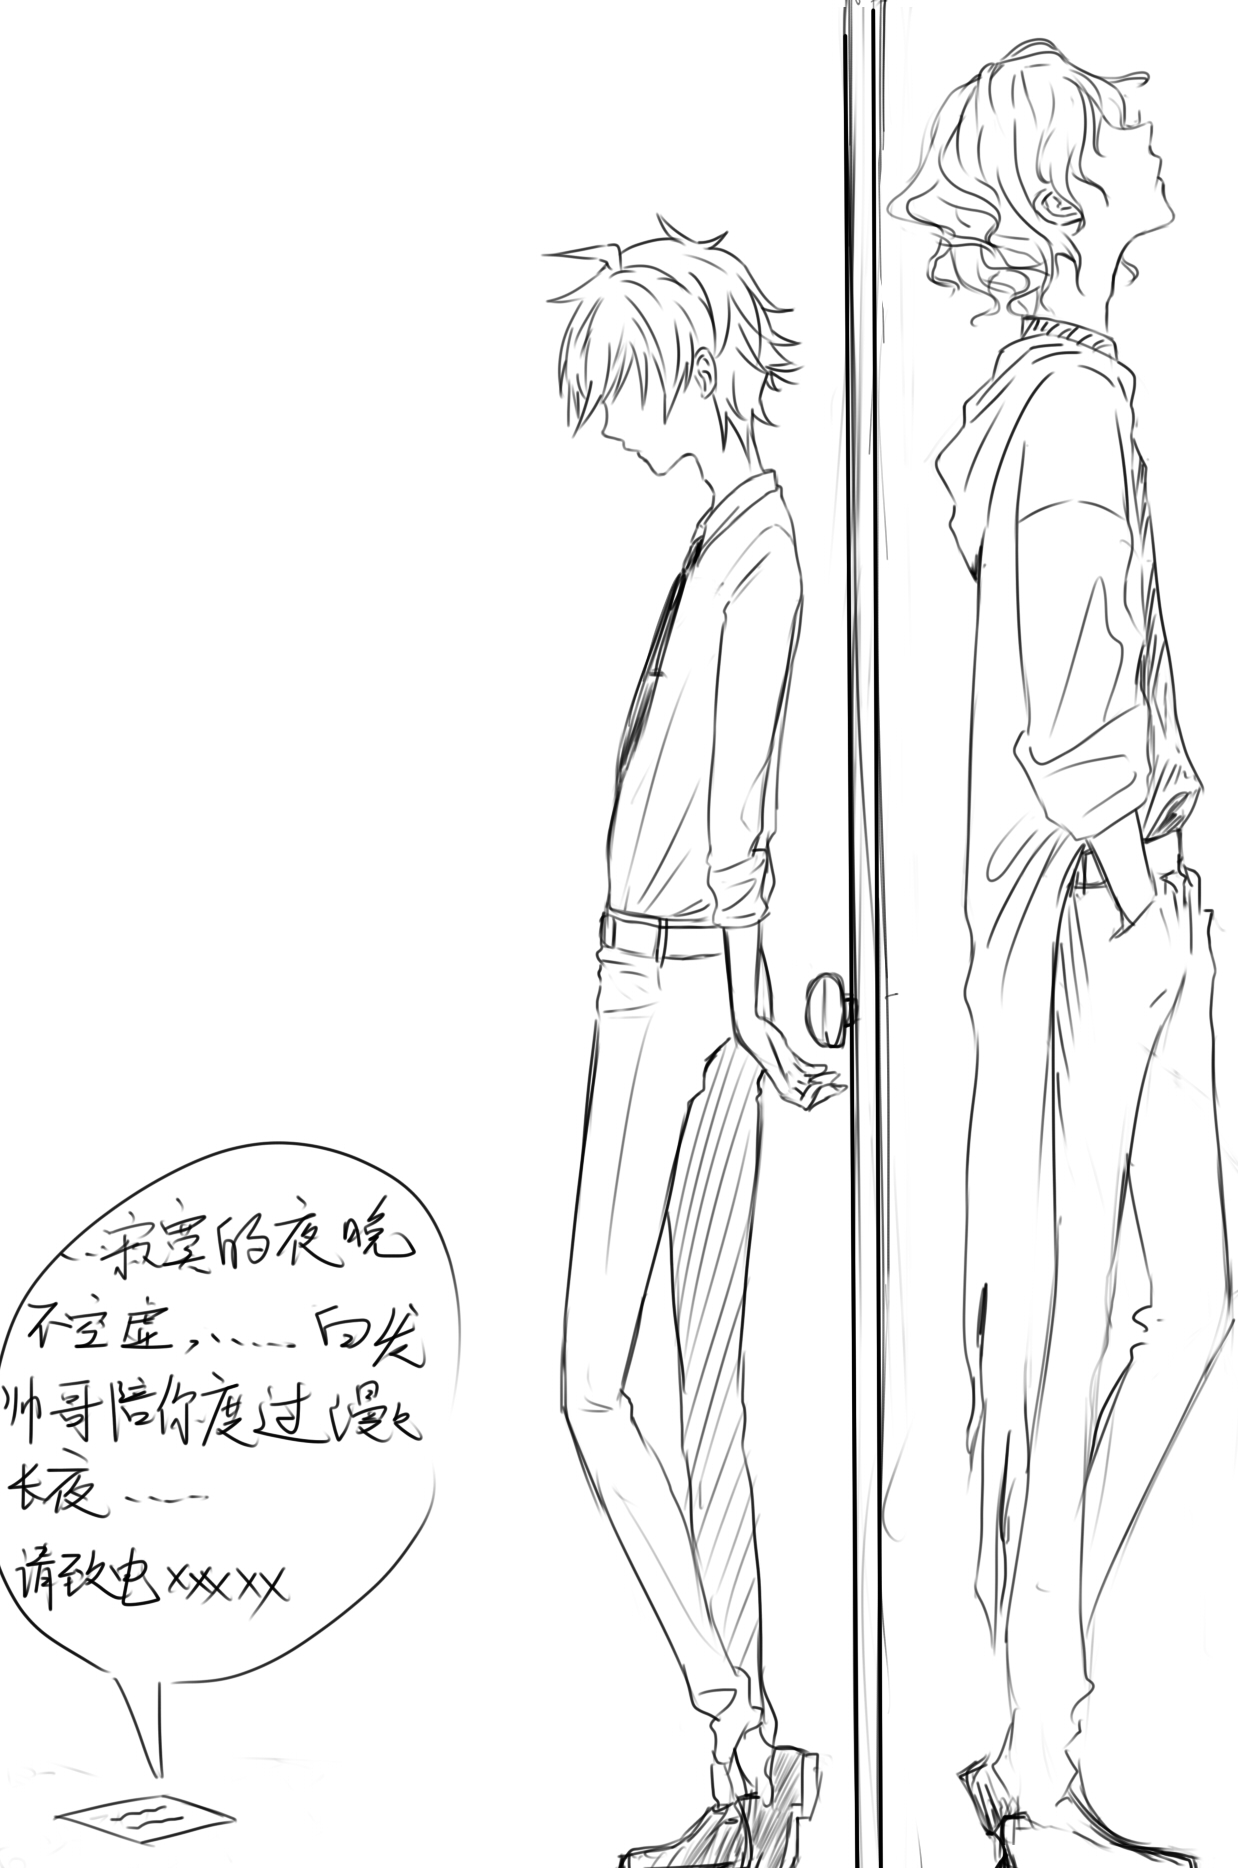 ...寂寞的夜晚
不空虚,......白发
帅哥陪你度过漫漫
长夜......
请致电xxxxx